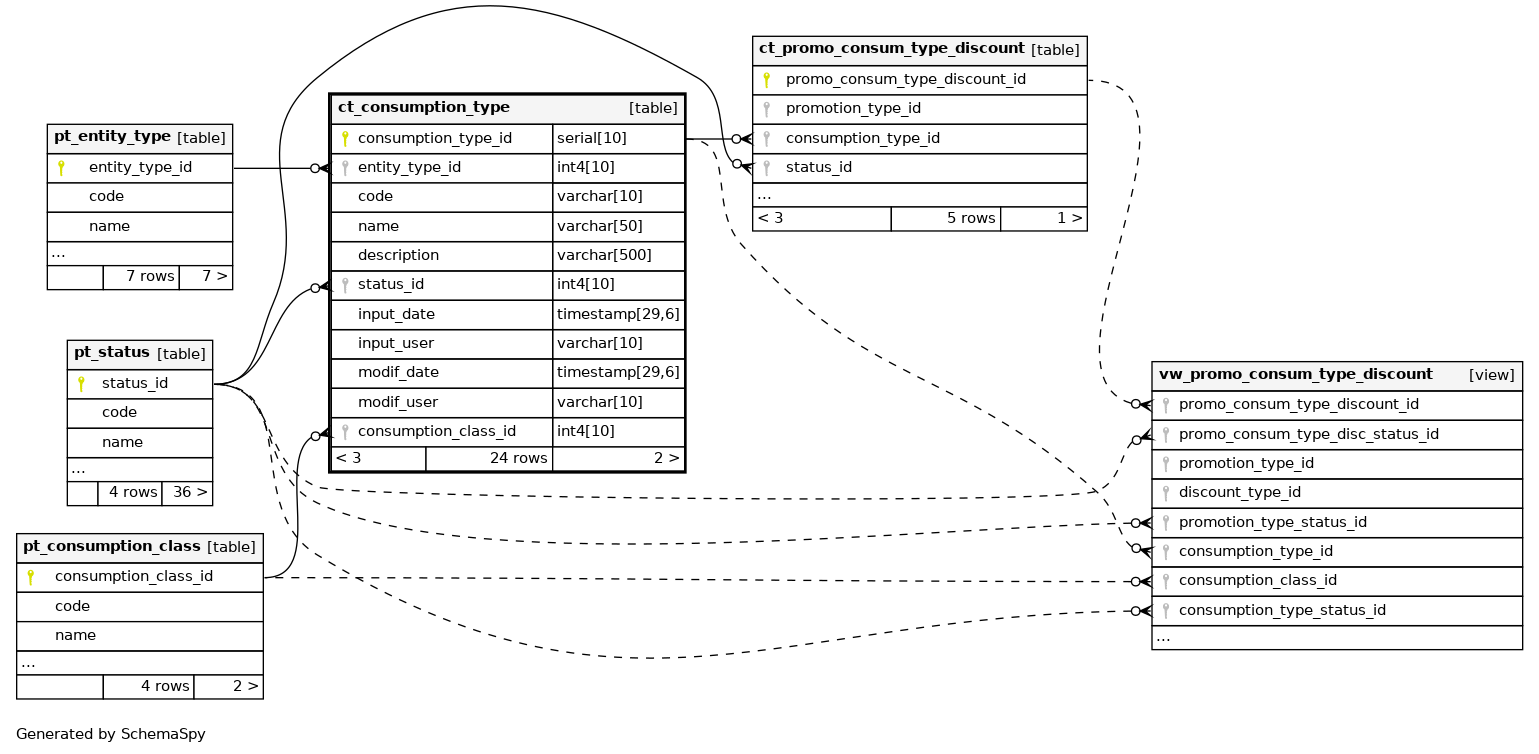 ct_promo_consum_type_discount [table]
promo_consum_type_discount_id
promotion_type_id
consumption_type_id
status_id
...
< 3 5 rows 1 >
ct_consumption_type [table]
consumption_type_id serial[10]
entity_type_id int4[10]
code varchar[10]
name varchar[50]
description varchar[500]
status_id int4[10]
input_date timestamp[29,6]
input_user varchar[10]
modif_date timestamp[29,6]
modif_user varchar[10]
consumption_class_id int4[10]
< 3 24 rows 2 >
pt_entity_type [table]
entity_type_id
code
name
...
7 rows 7 >
pt_status [table]
status_id
code
name
...
4 rows 36 >
vw_promo_consum_type_discount [view]
promo_consum_type_discount_id
promo_consum_type_disc_status_id
promotion_type_id
discount_type_id
promotion_type_status_id
consumption_type_id
consumption_class_id
consumption_type_status_id
...
pt_consumption_class [table]
consumption_class_id
code
name
...
4 rows 2 >
Generated by SchemaSpy